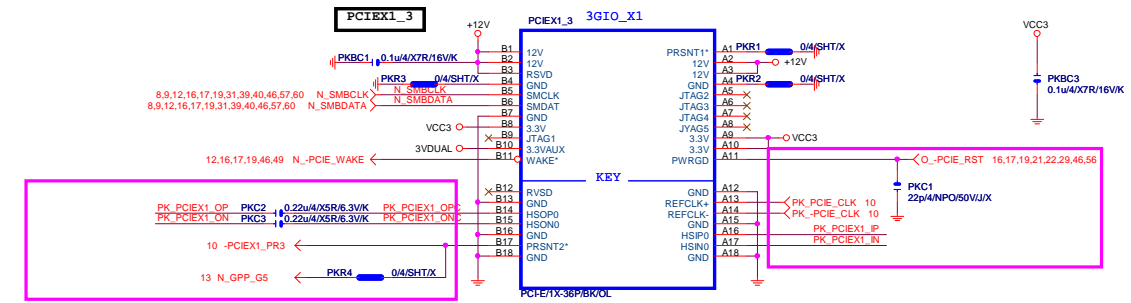 PCIEX1_3
+12V
PCIEX1_3 3GIO_X1
VCC3
PKBC1 0.1u/4/X7R/16V/K
PKR3 0/4/SHT/X
8,9,12,16,17,19,31,39,40,46,57,60 N_SMBCLK N_SMBCLK
8,9,12,16,17,19,31,39,40,46,57,60 N_SMBDATA N_SMBDATA
VCC3
3VDUAL
12,16,17,19,46,49 N_-PCIE_WAKE
PK_PCIEX1_OP PKC2 0.22u/4/X5R/6.3V/K PK_PCIEX1_OPC
PK_PCIEX1_ON PKC3 0.22u/4/X5R/6.3V/K PK_PCIEX1_ONC
10 -PCIEX1_PR3
13 N_GPP_G5 PKR4 0/4/SHT/X
B1 12V
B2 12V
B3 RSVD
B4 GND
B5 SMCLK
B6 SMDAT
B7 GND
B8 3.3V
B9 JTAG1
B10 3.3VAUX
B11 WAKE*
KEY
B12 RVSD
B13 GND
B14 HSOP0
B15 HSON0
B16 GND
B17 PRSNT2*
B18 GND
PRSNT1* A1
12V A2
12V A3
GND A4
JTAG2 A5
JTAG3 A6
JTAG4 A7
JYAG5 A8
3.3V A9
3.3V A10
PWRGD A11
GND A12
REFCLK+ A13
REFCLK- A14
GND A15
HSIP0 A16
HSIN0 A17
GND A18
PCI-E/1X-36P/BK/OL
PKR1 0/4/SHT/X
+12V
PKR2 0/4/SHT/X
VCC3
O_-PCIE_RST 16,17,19,21,22,29,46,56
PKC1
22p/4/NPO/50V/J/X
PK_PCIE_CLK 10
PK_-PCIE_CLK 10
PK_PCIEX1_IP
PK_PCIEX1_IN
PKBC3
0.1u/4/X7R/16V/K